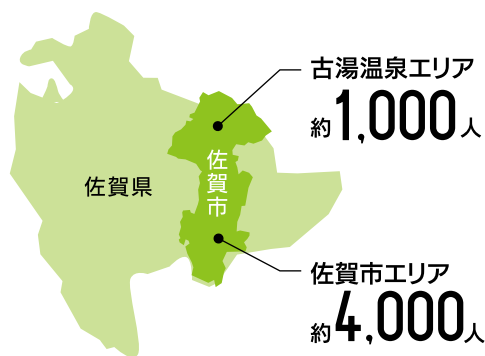 古湯温泉エリア
約1,000人
佐賀県
佐賀市
佐賀市エリア
約4,000人